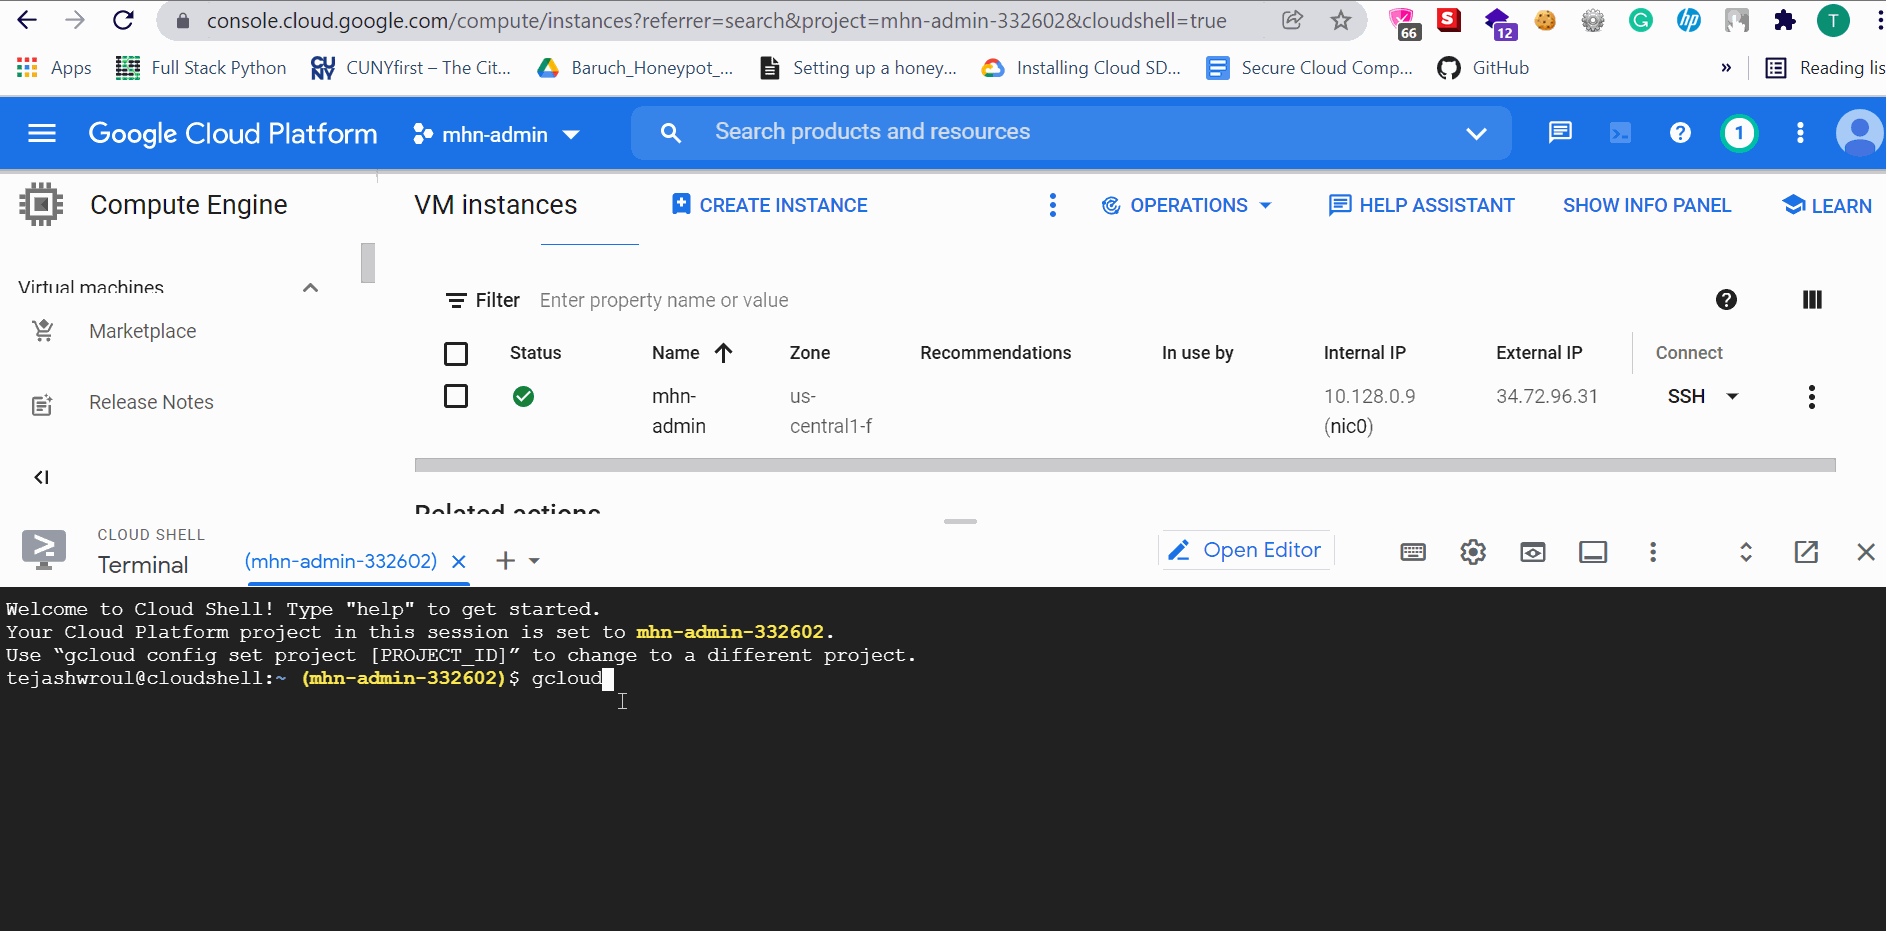 console.cloud.google.com/compute/instances?referrer=search&project=mhn-admin-332602&cloudshell=true
66
S
12
G
hp
T
Apps
Full Stack Python
CUNY
CUNYfirst – The Cit...
Baruch_Honeypot_...
Setting up a honey...
Installing Cloud SD...
Secure Cloud Comp...
GitHub
»
Reading lis
Google Cloud Platform
mhn-admin
Search products and resources
?
1
Compute Engine
VM instances
CREATE INSTANCE
OPERATIONS
HELP ASSISTANT
SHOW INFO PANEL
LEARN
Virtual machines
Marketplace
Release Notes
Filter Enter property name or value
?
Status Name Zone Recommendations In use by Internal IP External IP Connect
mhn-admin us-central1-f 10.128.0.9 (nic0) 34.72.96.31 SSH
Related actions
CLOUD SHELL
Terminal
(mhn-admin-332602)
Open Editor
Welcome to Cloud Shell! Type "help" to get started.
Your Cloud Platform project in this session is set to mhn-admin-332602.
Use “gcloud config set project [PROJECT_ID]” to change to a different project.
tejashwroul@cloudshell:~ (mhn-admin-332602)$ gcloud